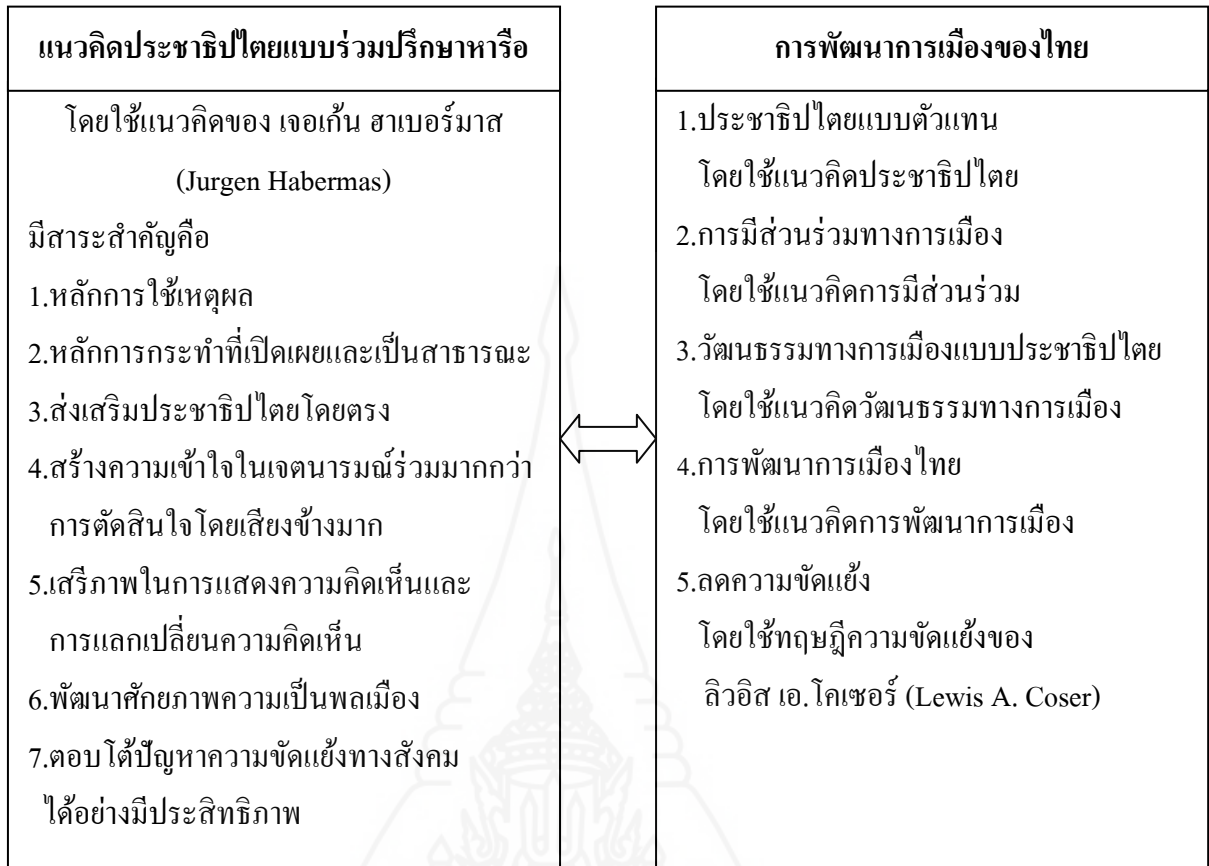 แนวคิดประชาธิปไตยแบบร่วมปรึกษาหารือ
โดยใช้แนวคิดของ เจอเก้น ฮาเบอร์มาส
(Jurgen Habermas)
มีสาระสำคัญคือ
1.หลักการใช้เหตุผล
2.หลักการกระทำที่เปิดเผยและเป็นสาธารณะ
3.ส่งเสริมประชาธิปไตยโดยตรง
4.สร้างความเข้าใจในเจตนารมณ์ร่วมมากกว่า
การตัดสินใจโดยเสียงข้างมาก
5.เสรีภาพในการแสดงความคิดเห็นและ
การแลกเปลี่ยนความคิดเห็น
6.พัฒนาศักยภาพความเป็นพลเมือง
7.ตอบโต้ปัญหาความขัดแย้งทางสังคม
ได้อย่างมีประสิทธิภาพ
การพัฒนาการเมืองของไทย
1.ประชาธิปไตยแบบตัวแทน
โดยใช้แนวคิดประชาธิปไตย
2.การมีส่วนร่วมทางการเมือง
โดยใช้แนวคิดการมีส่วนร่วม
3.วัฒนธรรมทางการเมืองแบบประชาธิปไตย
โดยใช้แนวคิดวัฒนธรรมทางการเมือง
4.การพัฒนาการเมืองไทย
โดยใช้แนวคิดการพัฒนาการเมือง
5.ลดความขัดแย้ง
โดยใช้ทฤษฎีความขัดแย้งของ
ลิวอิส เอ. โคเซอร์ (Lewis A. Coser)